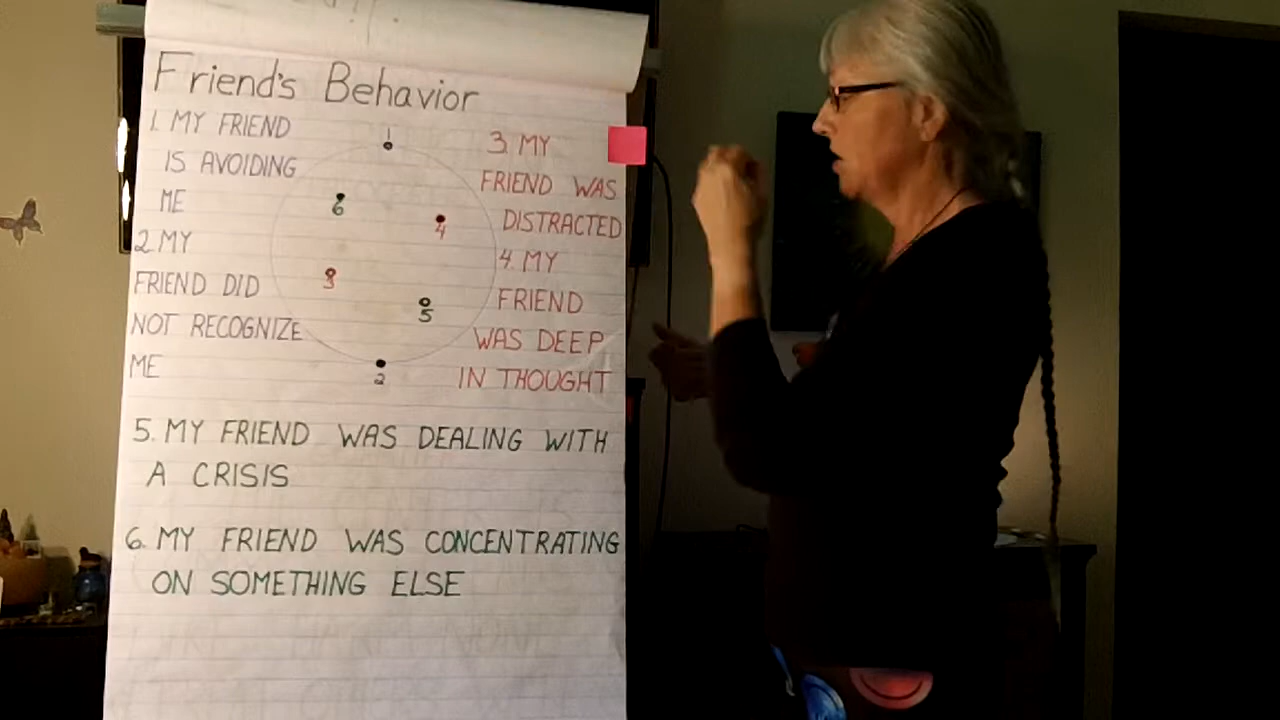 Friend's Behavior
1. MY FRIEND
IS AVOIDING
ME
2. MY
FRIEND DID
NOT RECOGNIZE
ME
1
6
4
3
5
2
3. MY
FRIEND WAS
DISTRACTED
4. MY
FRIEND
WAS DEEP
IN THOUGHT
5. MY FRIEND WAS DEALING WITH
A CRISIS
6. MY FRIEND WAS CONCENTRATING
ON SOMETHING ELSE